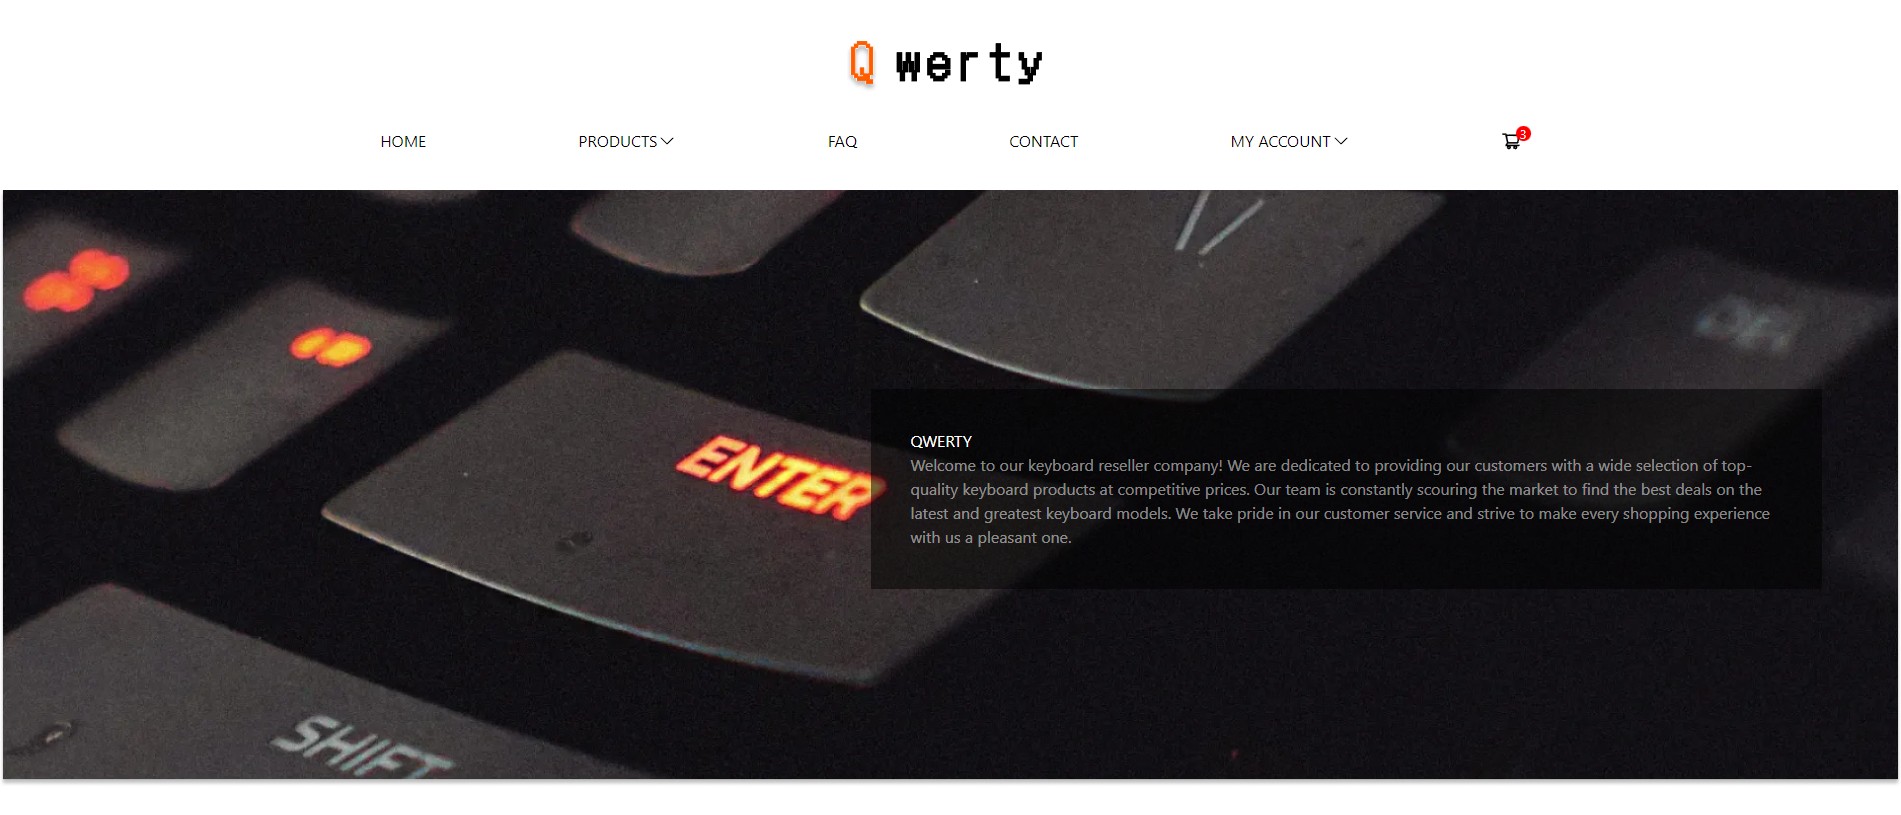 Qwerty
HOME PRODUCTS FAQ CONTACT MY ACCOUNT 3
ENTER
QWERTY
Welcome to our keyboard reseller company! We are dedicated to providing our customers with a wide selection of top-
quality keyboard products at competitive prices. Our team is constantly scouring the market to find the best deals on the
latest and greatest keyboard models. We take pride in our customer service and strive to make every shopping experience
with us a pleasant one.
SHIFT